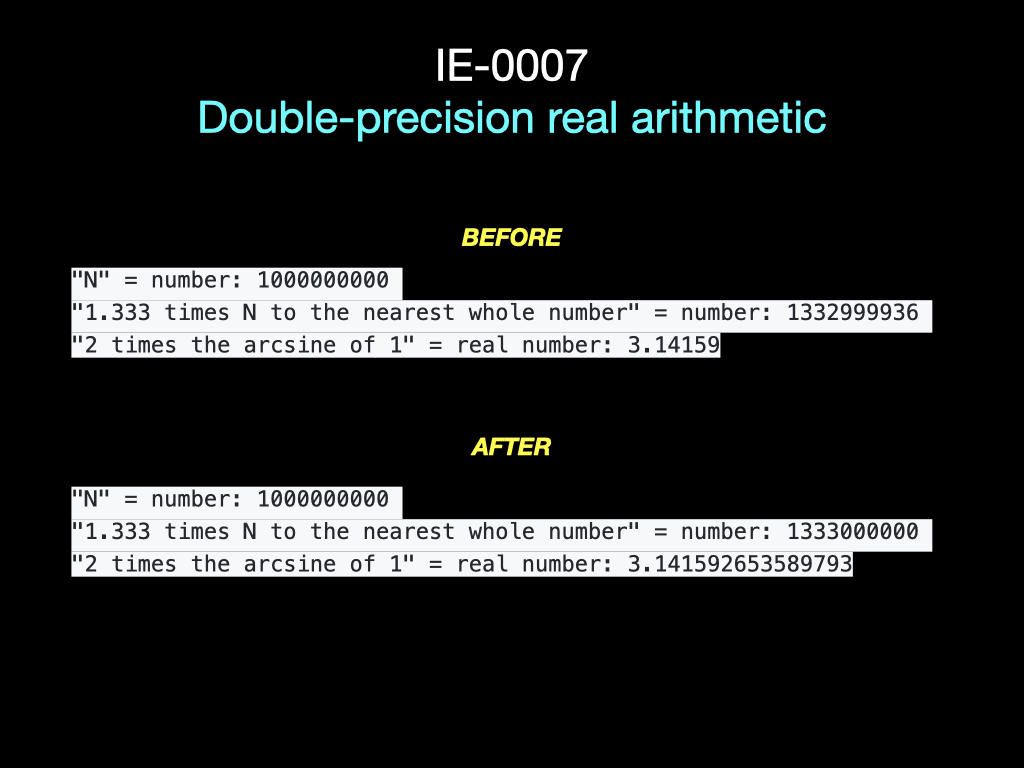 IE-0007
Double-precision real arithmetic
BEFORE
"N" = number: 1000000000
"1.333 times N to the nearest whole number" = number: 1332999936
"2 times the arcsine of 1" = real number: 3.14159
AFTER
"N" = number: 1000000000
"1.333 times N to the nearest whole number" = number: 1333000000
"2 times the arcsine of 1" = real number: 3.141592653589793